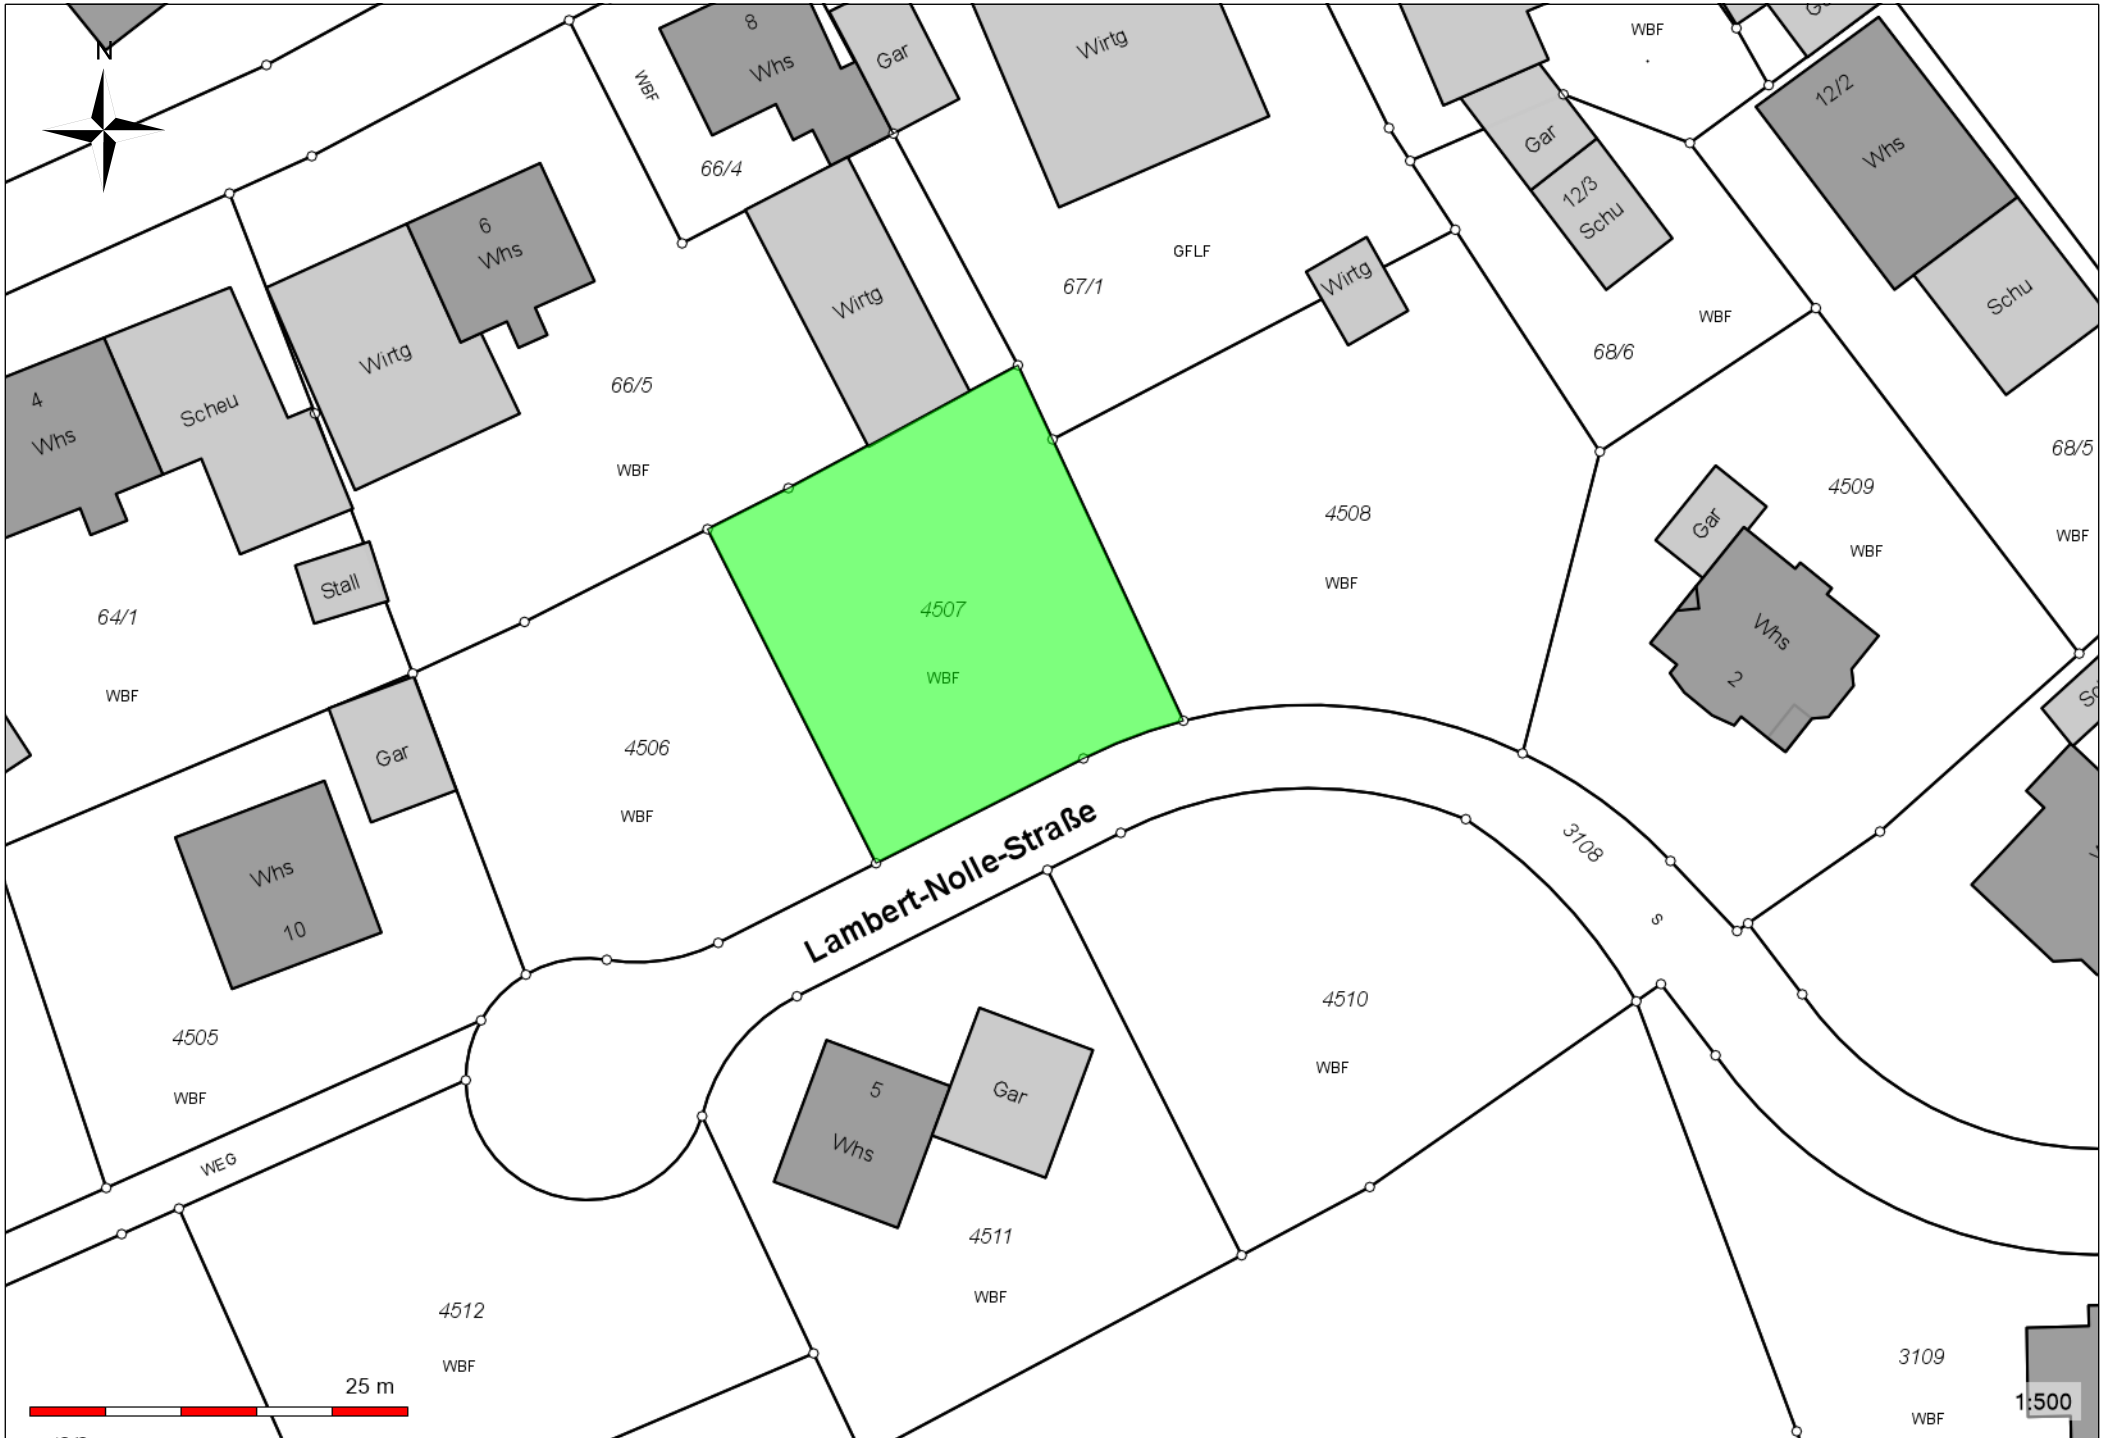 N
8
Whs
Gar
Wirtg
WBF
WBF
12/2
Whs
66/4
Gar
12/3
Schu
6
Whs
GFLF
67/1
Wirtg
Wirtg
WBF
Schu
4
Whs
Scheu
Wirtg
66/5
68/6
WBF
68/5
WBF
4508
WBF
4509
WBF
Gar
Whs
2
Stall
64/1
WBF
4507
WBF
4506
WBF
Gar
Whs
10
Lambert-Nolle-Straße
3108
S
4505
WBF
WEG
4510
WBF
5
Whs
Gar
4511
WBF
4512
WBF
3109
WBF
25 m
1:500